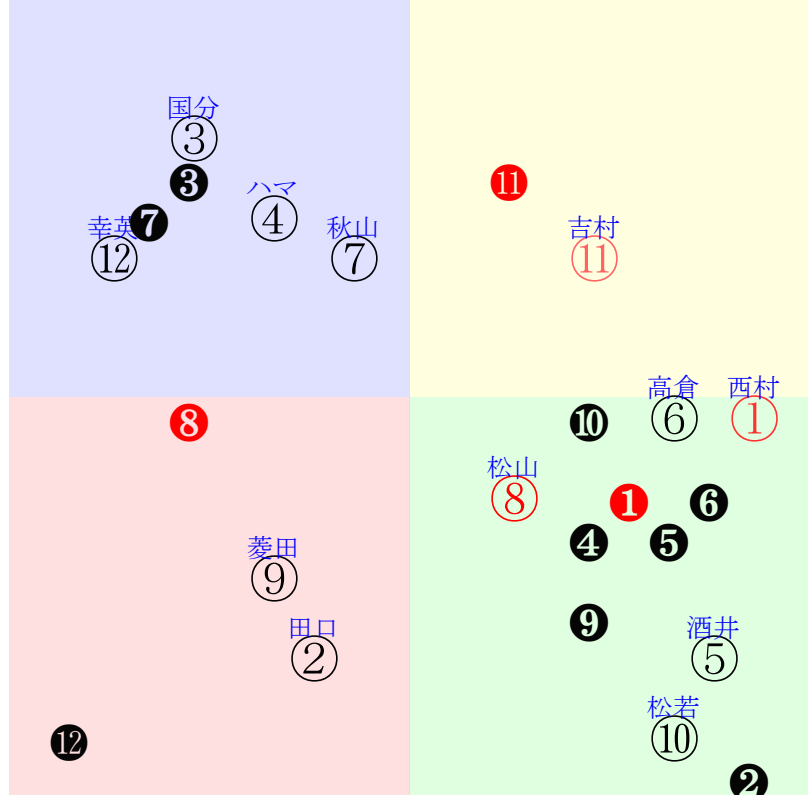 国分
③
❸
ハマ
④
幸英
❼
⑫
秋山
⑦
⓫
吉村
⑪
❽
菱田
⑨
田口
②
⓬
高倉
⑥
西村
①
❿
松山
⑧
❶
❻
❹
❺
❾
酒井
⑤
松若
⑩
❷